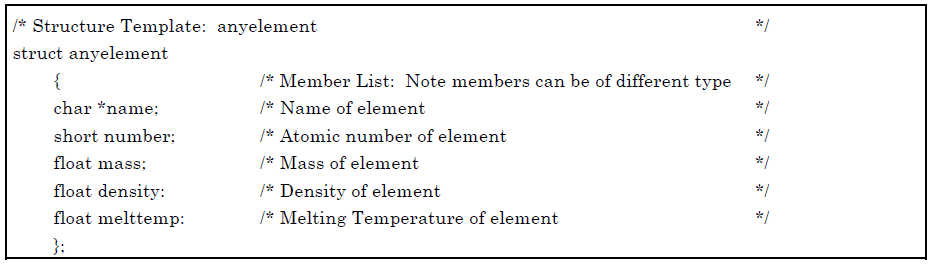 /* Structure Template:  anyelement */
struct anyelement
{ /* Member List:  Note members can be of different type */
char *name; /* Name of element */
short number; /* Atomic number of element */
float mass; /* Mass of element */
float density; /* Density of element */
float melttemp; /* Melting Temperature of element */
};